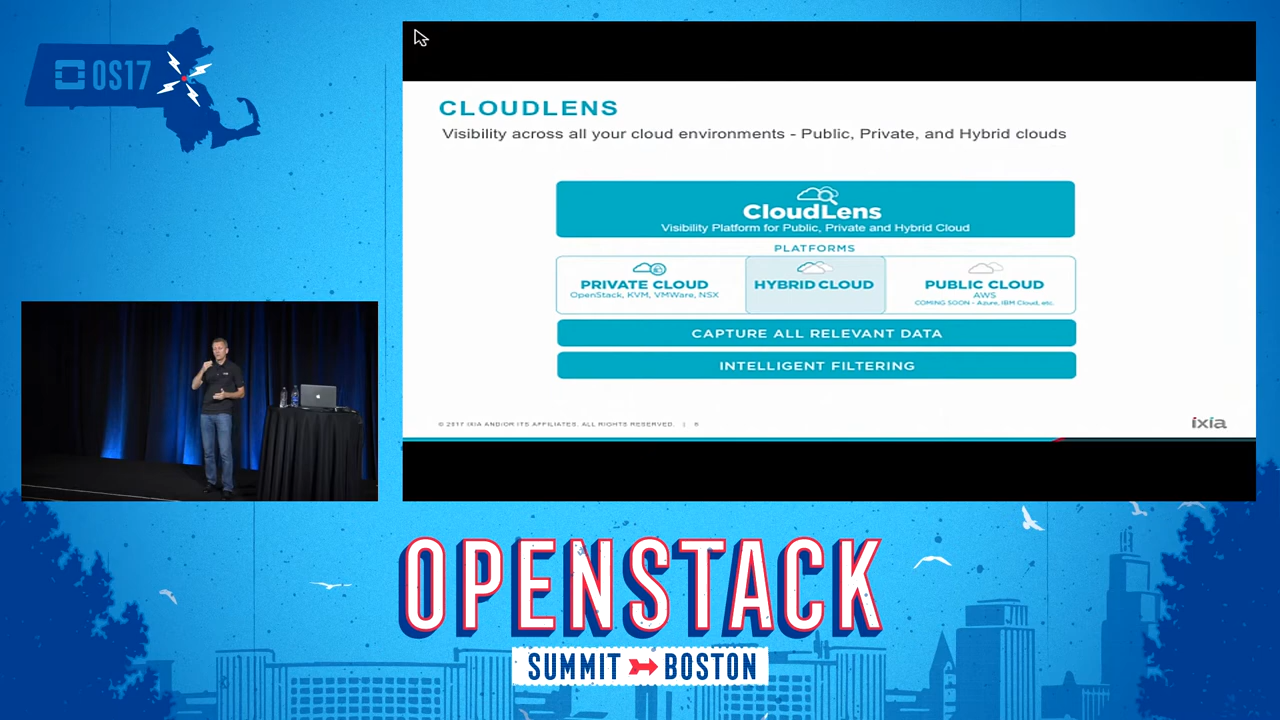 OS17
CLOUDLENS
Visibility across all your cloud environments - Public, Private, and Hybrid clouds
CloudLens
Visibility Platform for Public, Private and Hybrid Cloud
PLATFORMS
PRIVATE CLOUD
OpenStack, KVM, VMWare, NSX
HYBRID CLOUD
PUBLIC CLOUD
AWS
COMING SOON - Azure, IBM Cloud, etc.
CAPTURE ALL RELEVANT DATA
INTELLIGENT FILTERING
© 2017 IXIA AND/OR ITS AFFILIATES. ALL RIGHTS RESERVED. | 6
ixia
OPENSTACK
SUMMIT BOSTON